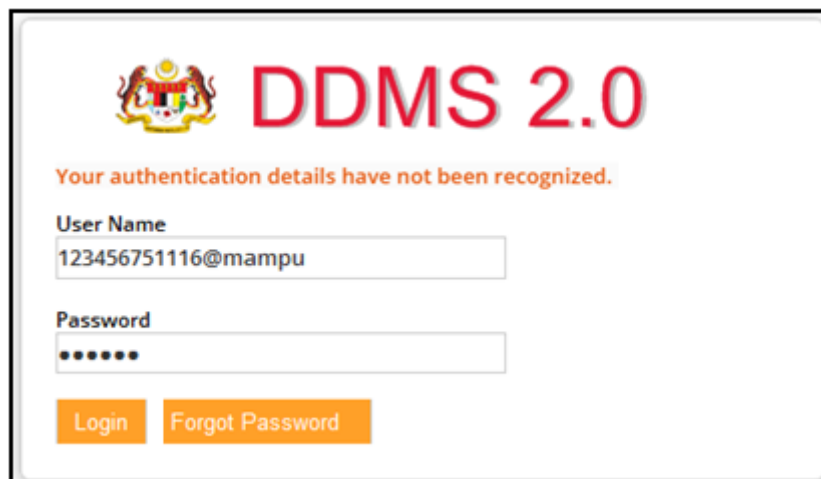 DDMS 2.0
Your authentication details have not been recognized.
User Name
123456751116@mampu
Password
••••••
Login Forgot Password